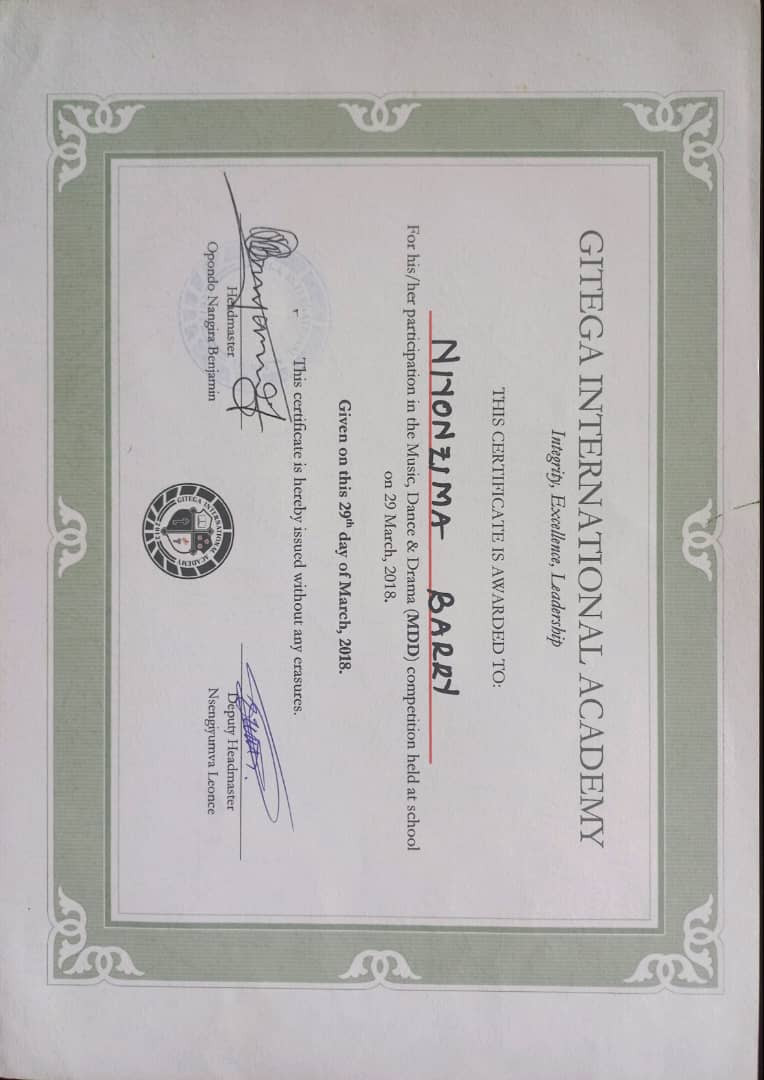 GITEGA INTERNATIONAL ACADEMY
Integrity, Excellence, Leadership
THIS CERTIFICATE IS AWARDED TO:
NIYONZIMA BARRY
For his/her participation in the Music, Dance & Drama (MDD) competition held at school
on 29 March, 2018.
Given on this 29th day of March, 2018.
This certificate is hereby issued without any erasures.
Headmaster
Opondo Nangira Benjamin
Deputy Headmaster
Nsengiyumva Leonce
GITEGA INTERNATIONAL ACADEMY
2012